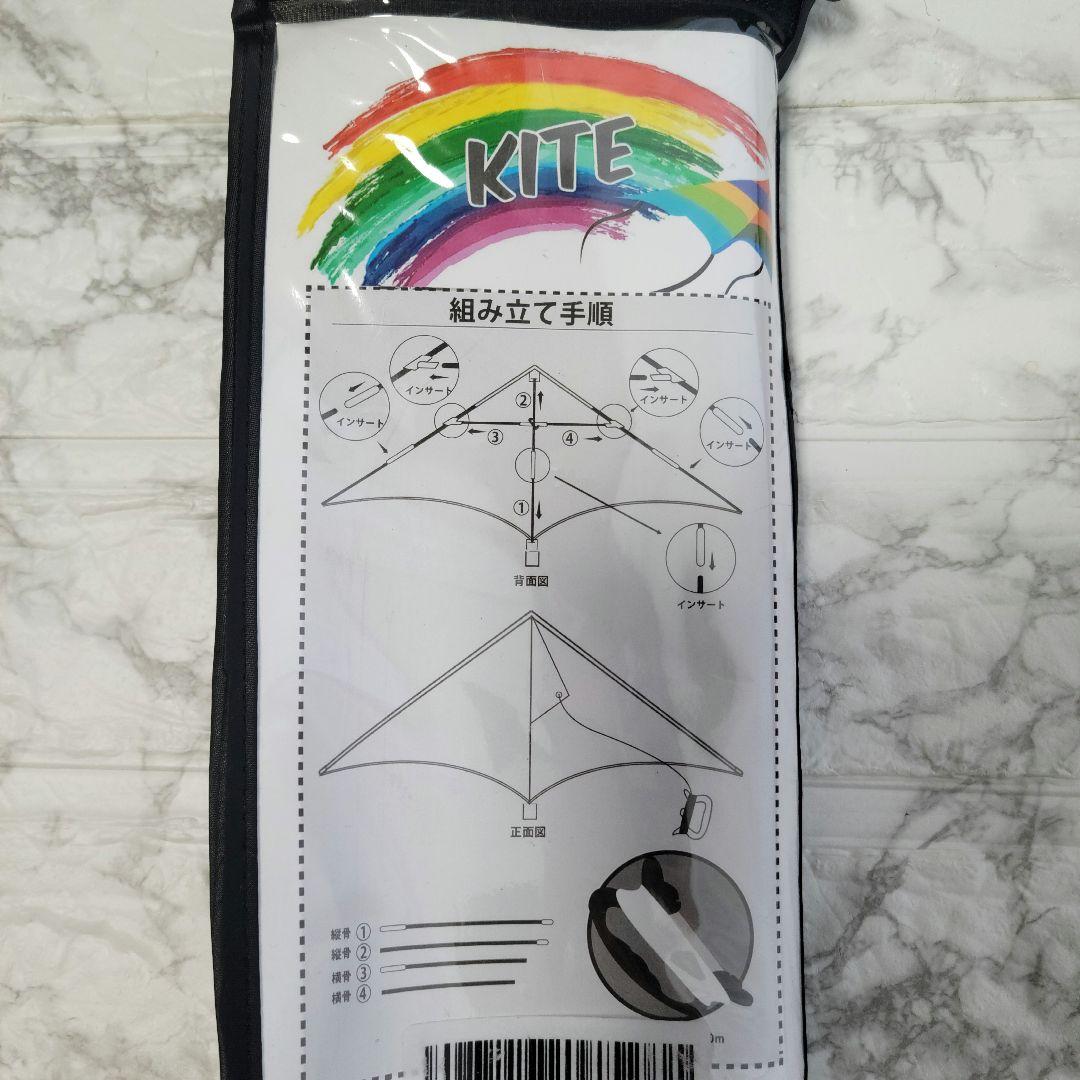 KITE
組み立て手順
インサート
インサート
インサート
インサート
②
③
④
①
背面図
インサート
正面図
縦骨 ①
縦骨 ②
横骨 ③
横骨 ④
0m